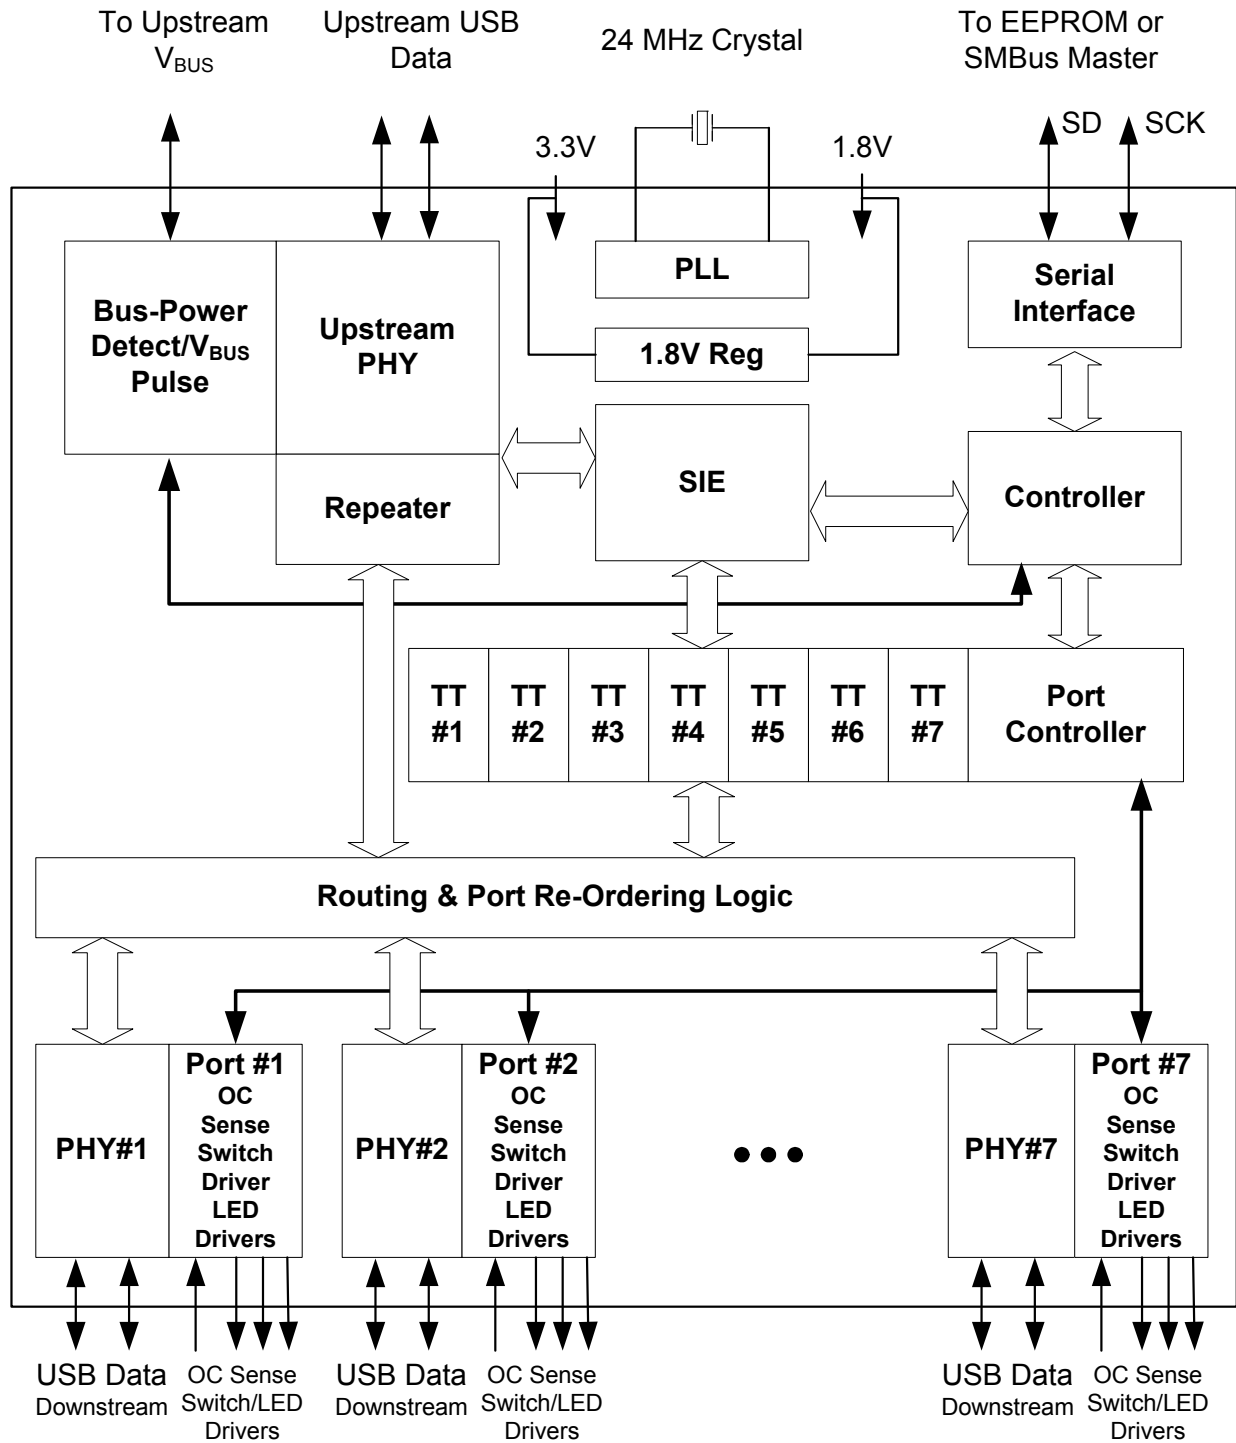 To Upstream
VBUS
Upstream USB
Data
24 MHz Crystal
To EEPROM or
SMBus Master
SD
SCK
3.3V
1.8V
Bus-Power
Detect/VBUS
Pulse
Upstream
PHY
PLL
1.8V Reg
Serial
Interface
Repeater
SIE
Controller
TT
#1
TT
#2
TT
#3
TT
#4
TT
#5
TT
#6
TT
#7
Port
Controller
Routing & Port Re-Ordering Logic
PHY#1
Port #1
OC
Sense
Switch
Driver
LED
Drivers
PHY#2
Port #2
OC
Sense
Switch
Driver
LED
Drivers
PHY#7
Port #7
OC
Sense
Switch
Driver
LED
Drivers
USB Data
Downstream
OC Sense
Switch/LED
Drivers
USB Data
Downstream
OC Sense
Switch/LED
Drivers
USB Data
Downstream
OC Sense
Switch/LED
Drivers